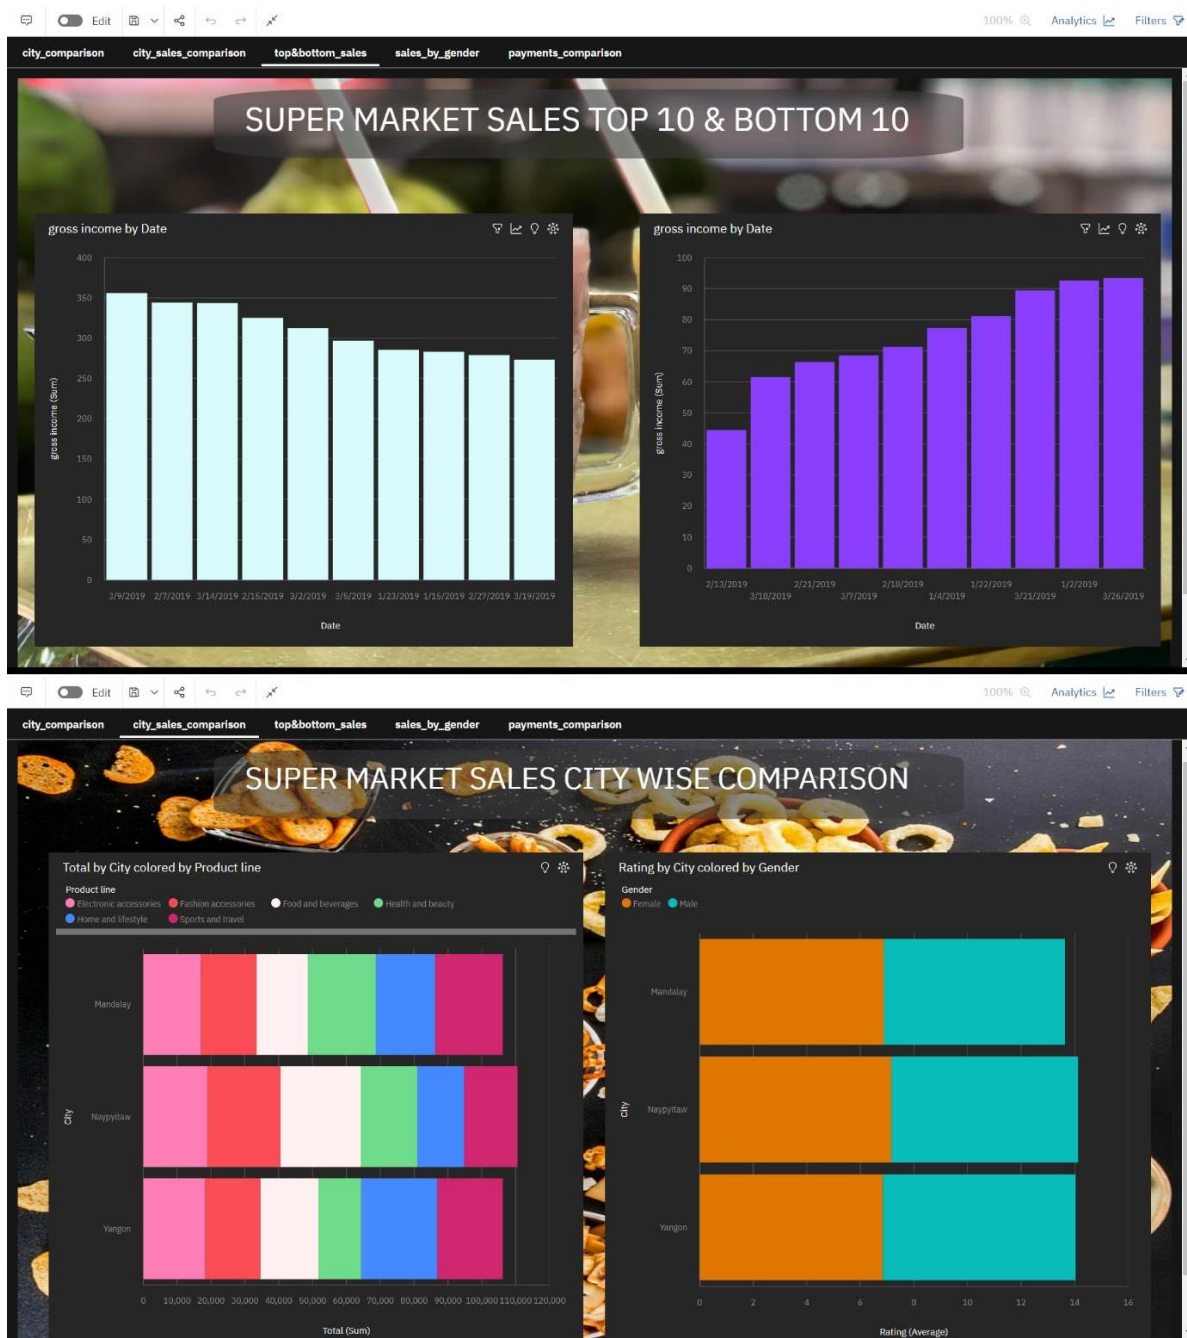 Edit
100% Analytics Filters
city_comparison city_sales_comparison top&bottom_sales sales_by_gender payments_comparison
SUPER MARKET SALES TOP 10 & BOTTOM 10
gross income by Date
400
350
300
250
200
150
100
50
0
gross income (Sum)
3/9/2019 2/7/2019 3/14/2019 2/15/2019 3/2/2019 3/5/2019 1/23/2019 1/15/2019 2/27/2019 3/19/2019
Date
gross income by Date
100
90
80
70
60
50
40
30
20
10
0
gross income (Sum)
2/13/2019 2/21/2019 2/18/2019 1/22/2019 1/2/2019
3/18/2019 3/7/2019 1/4/2019 3/21/2019 3/26/2019
Date
Edit
100% Analytics Filters
city_comparison city_sales_comparison top&bottom_sales sales_by_gender payments_comparison
SUPER MARKET SALES CITY WISE COMPARISON
Total by City colored by Product line
Product line
Electronic accessories Fashion accessories Food and beverages Health and beauty
Home and lifestyle Sports and travel
Mandalay
Naypyitaw
Yangon
City
0 10,000 20,000 30,000 40,000 50,000 60,000 70,000 80,000 90,000 100,000 110,000 120,000
Total (Sum)
Rating by City colored by Gender
Gender
Female Male
Mandalay
Naypyitaw
Yangon
City
0 2 4 6 8 10 12 14 16
Rating (Average)